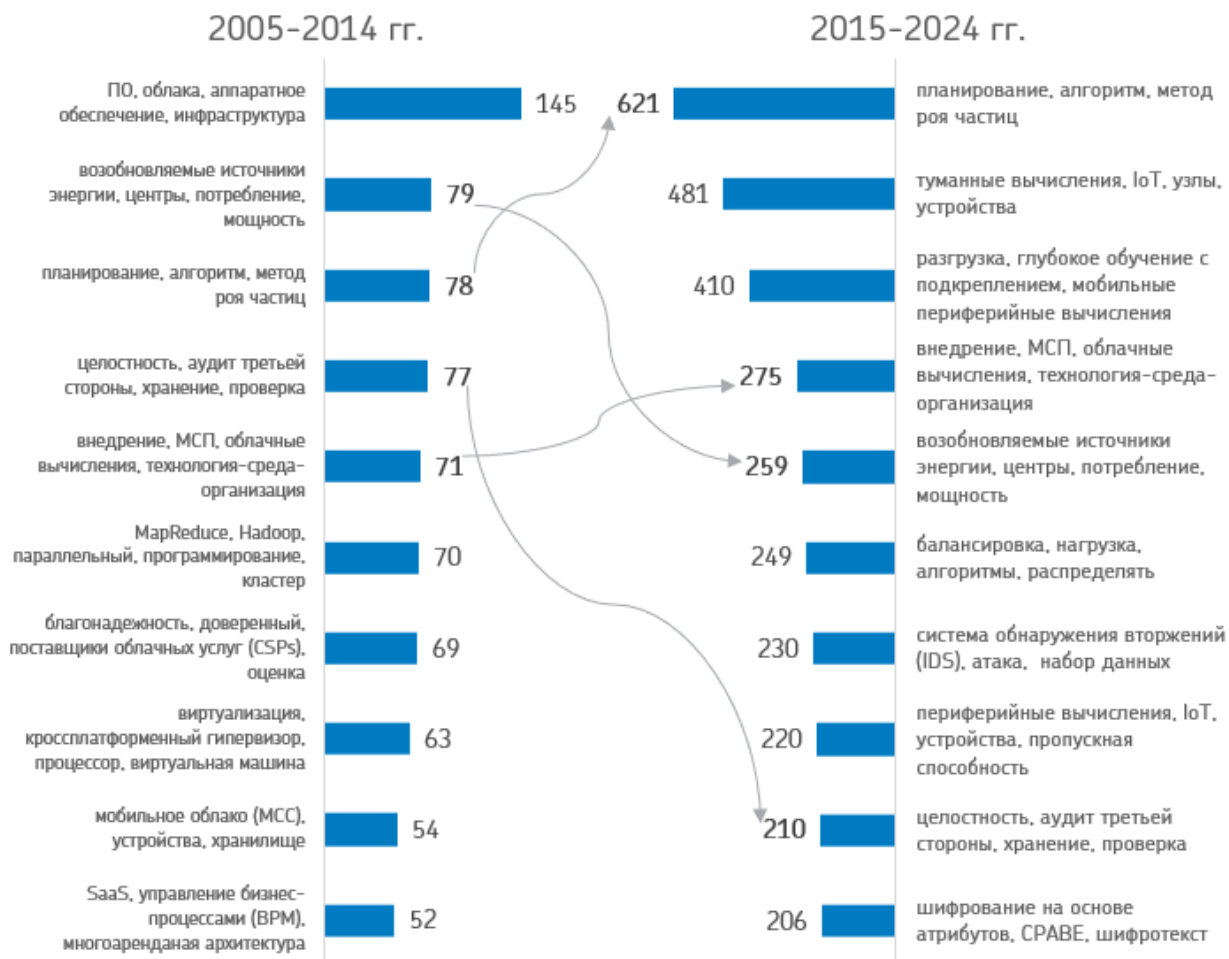 2005-2014 гг.
ПО, облака, аппаратное
обеспечение, инфраструктура
145
возобновляемые источники
энергии, центры, потребление,
мощность
79
планирование, алгоритм, метод
роя частиц
78
целостность, аудит третьей
стороны, хранение, проверка
77
внедрение, МСП, облачные
вычисления, технология-среда-
организация
71
MapReduce, Hadoop,
параллельный, программирование,
кластер
70
благонадежность, доверенный,
поставщики облачных услуг (CSPs),
оценка
69
виртуализация,
кроссплатформенный гипервизор,
процессор, виртуальная машина
63
мобильное облако (MCC),
устройства, хранилище
54
SaaS, управление бизнес-
процессами (BPM),
многоаренданая архитектура
52
2015-2024 гг.
621
планирование, алгоритм, метод
роя частиц
481
туманные вычисления, IoT, узлы,
устройства
410
разгрузка, глубокое обучение с
подкреплением, мобильные
периферийные вычисления
275
внедрение, МСП, облачные
вычисления, технология-среда-
организация
259
возобновляемые источники
энергии, центры, потребление,
мощность
249
балансировка, нагрузка,
алгоритмы, распределять
230
система обнаружения вторжений
(IDS), атака, набор данных
220
периферийные вычисления, IoT,
устройства, пропускная
способность
210
целостность, аудит третьей
стороны, хранение, проверка
206
шифрование на основе
атрибутов, CPABE, шифротекст